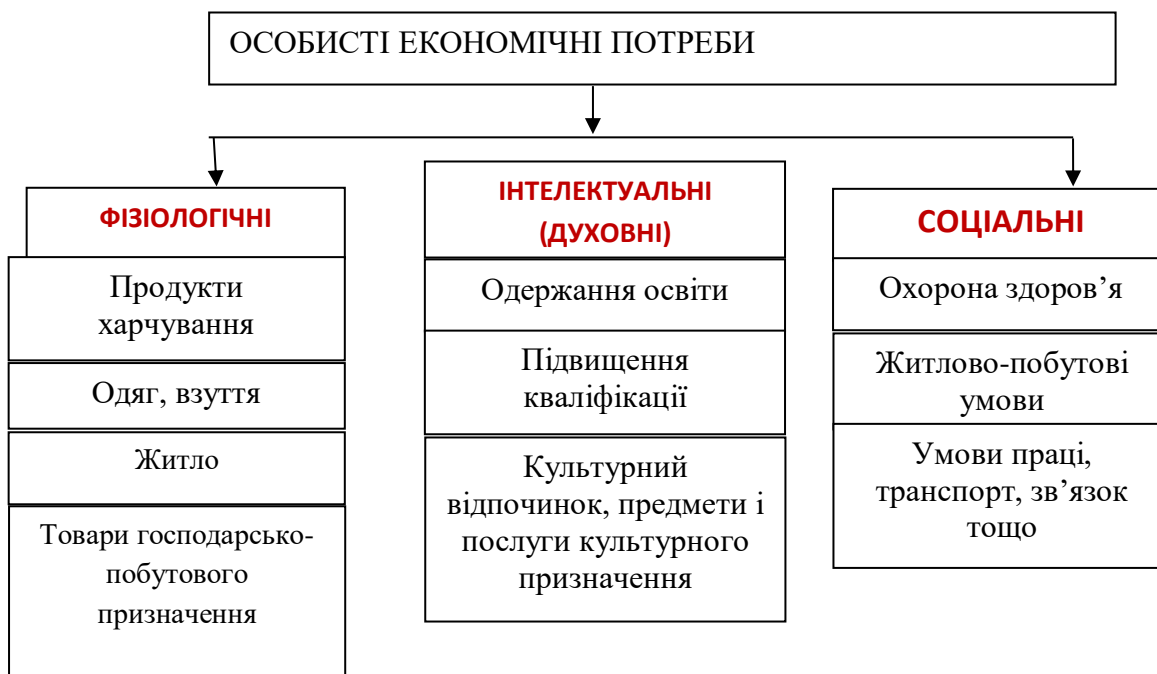 ОСОБИСТІ ЕКОНОМІЧНІ ПОТРЕБИ
ФІЗІОЛОГІЧНІ
Продукти
харчування
Одяг, взуття
Житло
Товари господарсько-
побутового
призначення
ІНТЕЛЕКТУАЛЬНІ
(ДУХОВНІ)
Одержання освіти
Підвищення
кваліфікації
Культурний
відпочинок, предмети і
послуги культурного
призначення
СОЦІАЛЬНІ
Охорона здоров’я
Житлово-побутові
умови
Умови праці,
транспорт, зв’язок
тощо